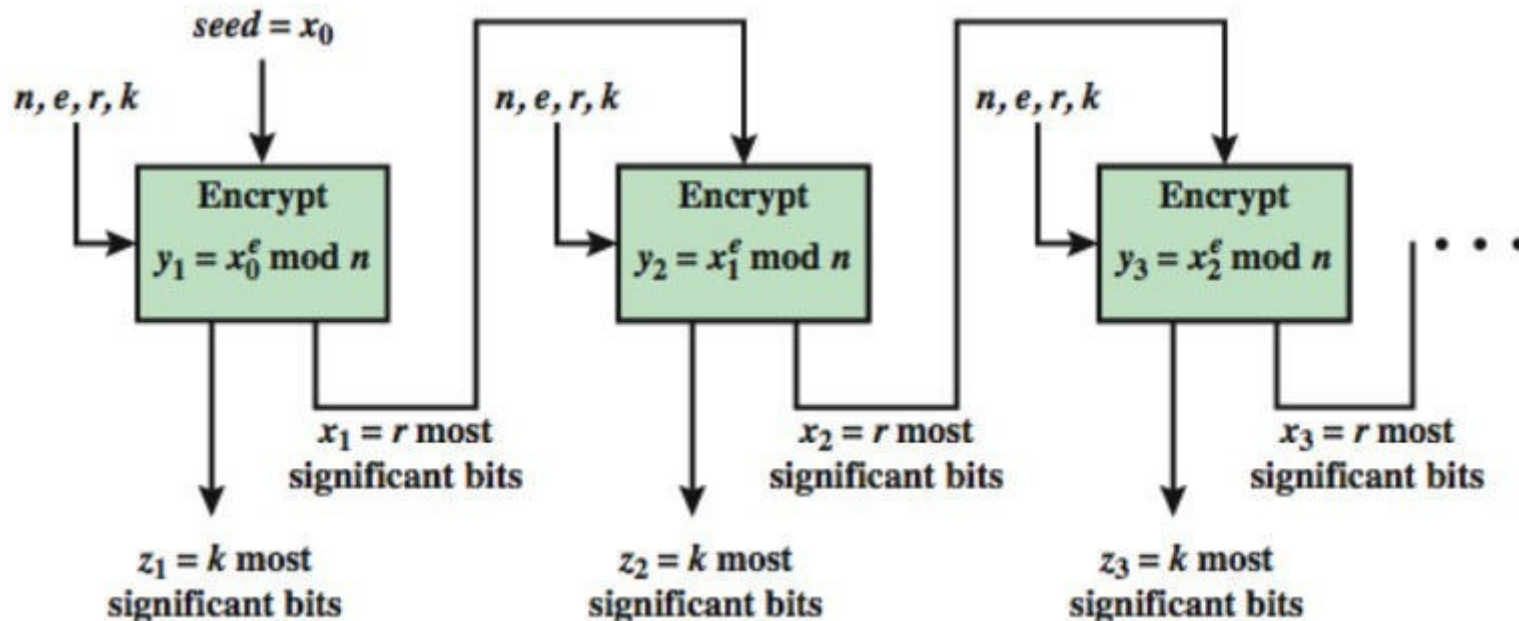 seed = x₀
n, e, r, k
n, e, r, k
n, e, r, k
Encrypt
y₁ = x₀ᵉ mod n
Encrypt
y₂ = x₁ᵉ mod n
Encrypt
y₃ = x₂ᵉ mod n
• • •
x₁ = r most
significant bits
x₂ = r most
significant bits
x₃ = r most
significant bits
z₁ = k most
significant bits
z₂ = k most
significant bits
z₃ = k most
significant bits